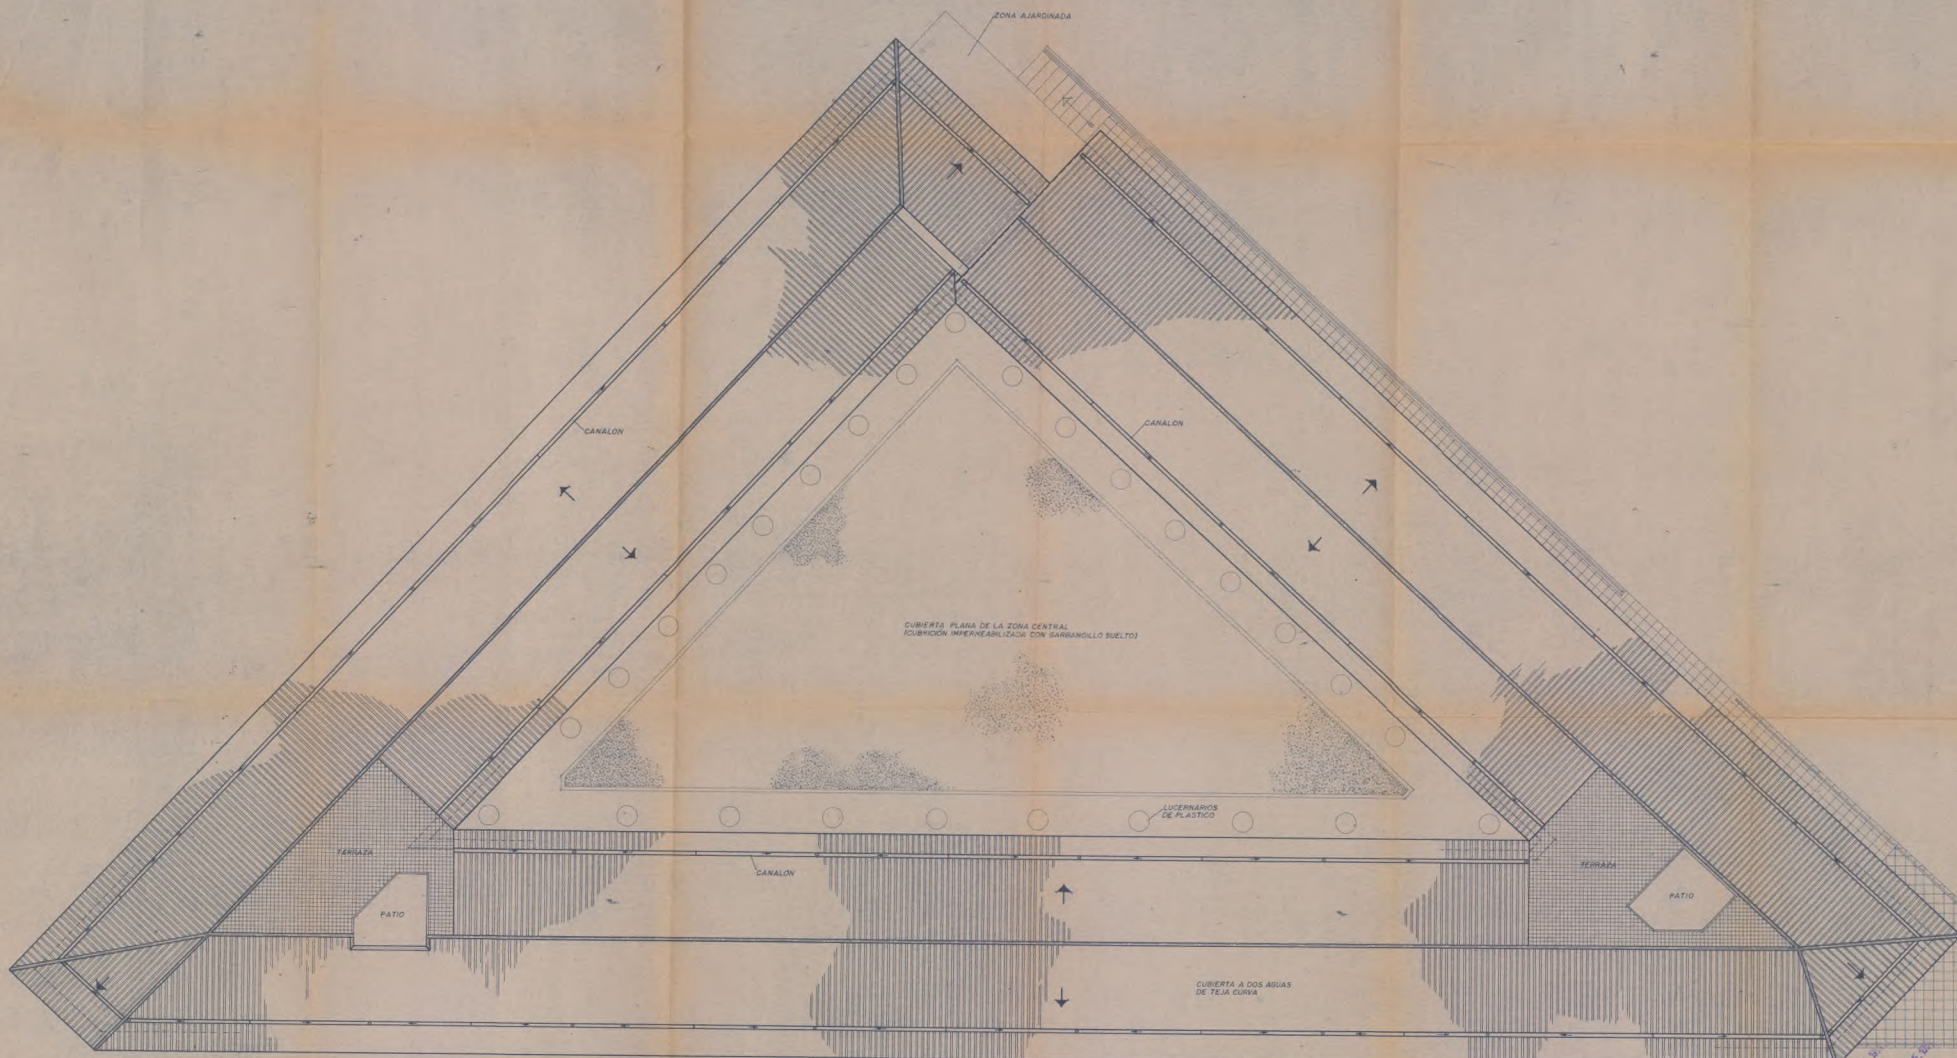 ZONA AJARDINADA
CANALON
CANALON
CUBIERTA PLANA DE LA ZONA CENTRAL
(CUBRICIÓN IMPERMEABILIZADA CON GARBANCILLO SUELTO)
LUCERNARIOS
DE PLASTICO
TERRAZA
TERRAZA
CANALON
PATIO
PATIO
CUBIERTA A DOS AGUAS
DE TEJA CURVA